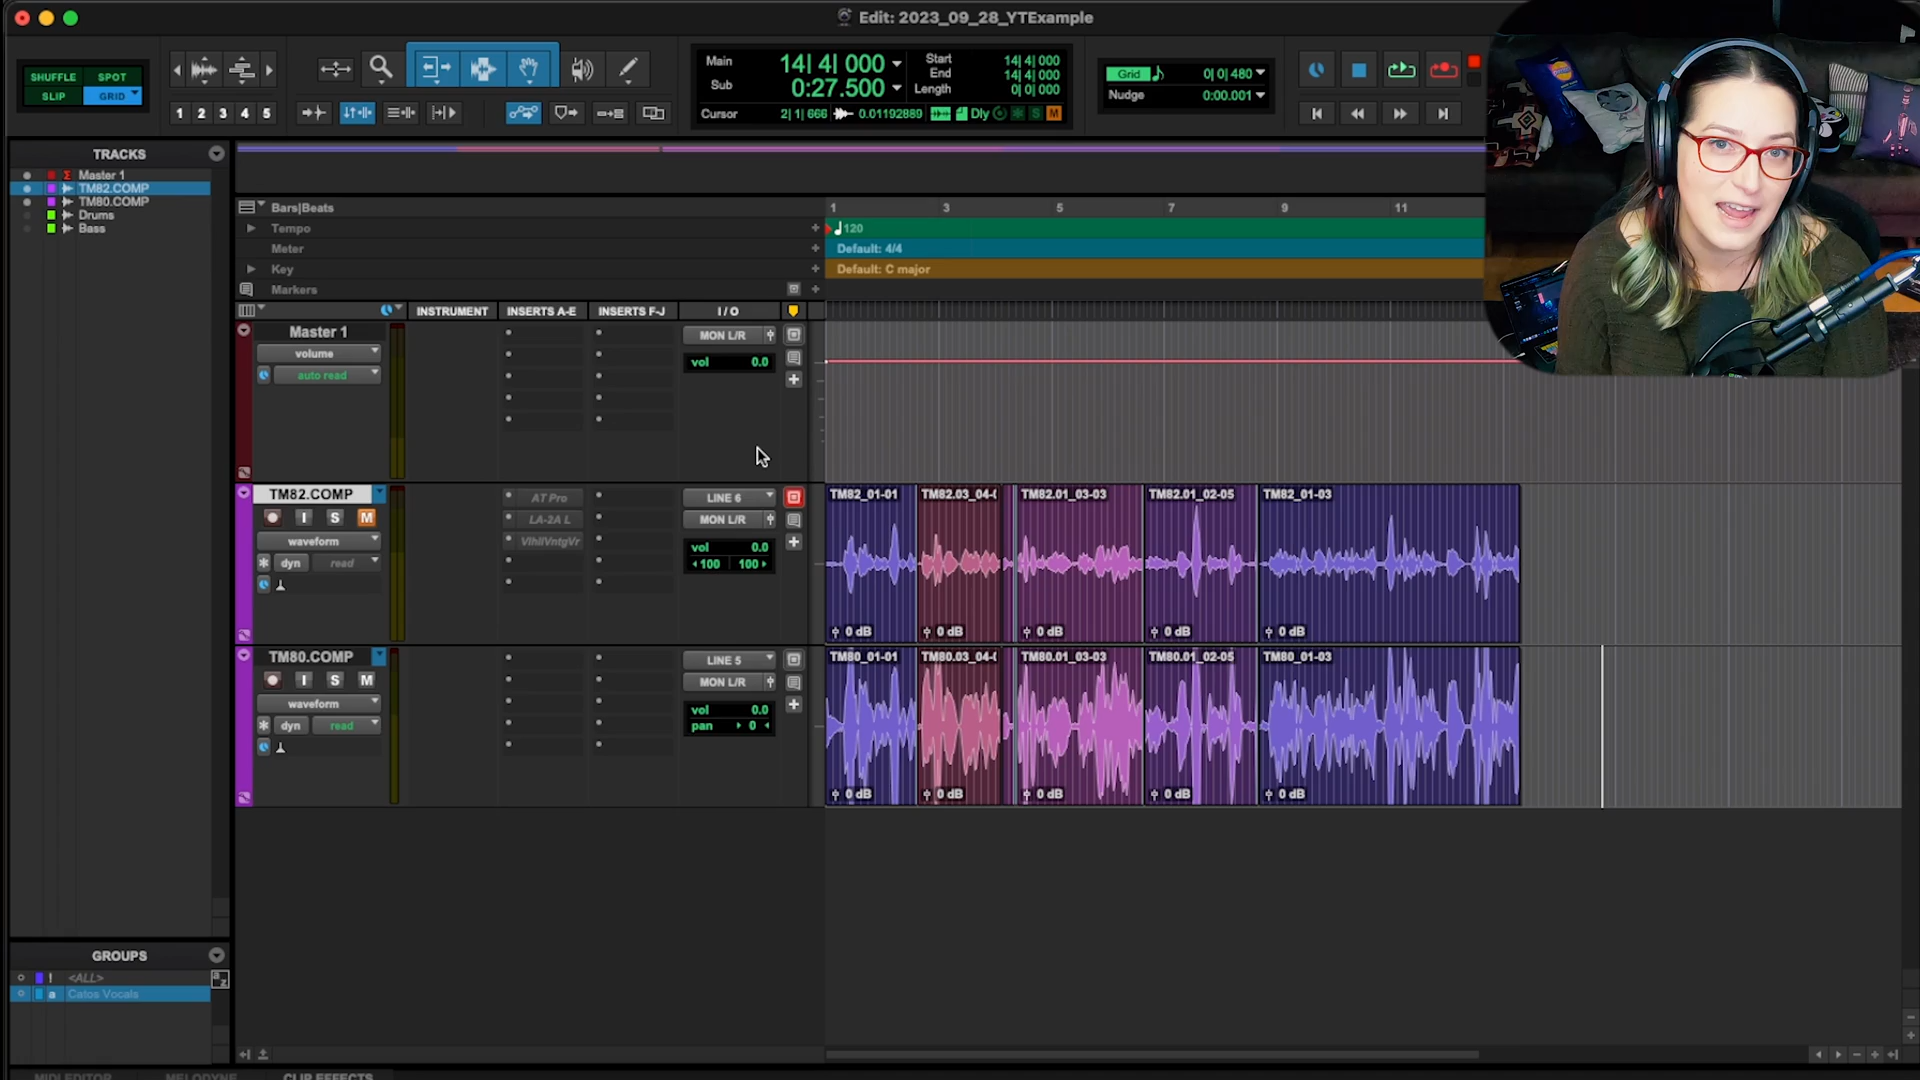 Edit: 2023_09_28_YTExample
SHUFFLE SPOT
SLIP GRID
1 2 3 4 5
Main 14| 4| 000
Sub 0:27.500
Start 14| 4| 000
End 14| 4| 000
Length 0| 0| 000
Cursor 2| 1| 666 0.01192889 Dly S M
Grid 0| 0| 480
Nudge 0:00.001
TRACKS
Master 1
TM82.COMP
TM80.COMP
Drums
Bass
Bars|Beats 1 3 5 7 9 11
Tempo 120
Meter Default: 4/4
Key Default: C major
Markers
INSTRUMENT INSERTS A-E INSERTS F-J I / O
Master 1
volume
auto read
MON L/R
vol 0.0
TM82.COMP
I S M
waveform
dyn read
AT Pro
LA-2A L
LINE 6
MON L/R
vol 0.0
100 100
TM82_01-01 TM82.03_04-( TM82.01_03-03 TM82.01_02-05 TM82_01-03
0 dB 0 dB 0 dB 0 dB 0 dB
TM80.COMP
I S M
waveform
dyn read
LINE 5
MON L/R
vol 0.0
pan 0
TM80_01-01 TM80.03_04-( TM80.01_03-03 TM80.01_02-05 TM80_01-03
0 dB 0 dB 0 dB 0 dB 0 dB
GROUPS
! <ALL>
a Catos Vocals
a z
MIDI EDITOR MELODYNE CLIP EFFECTS